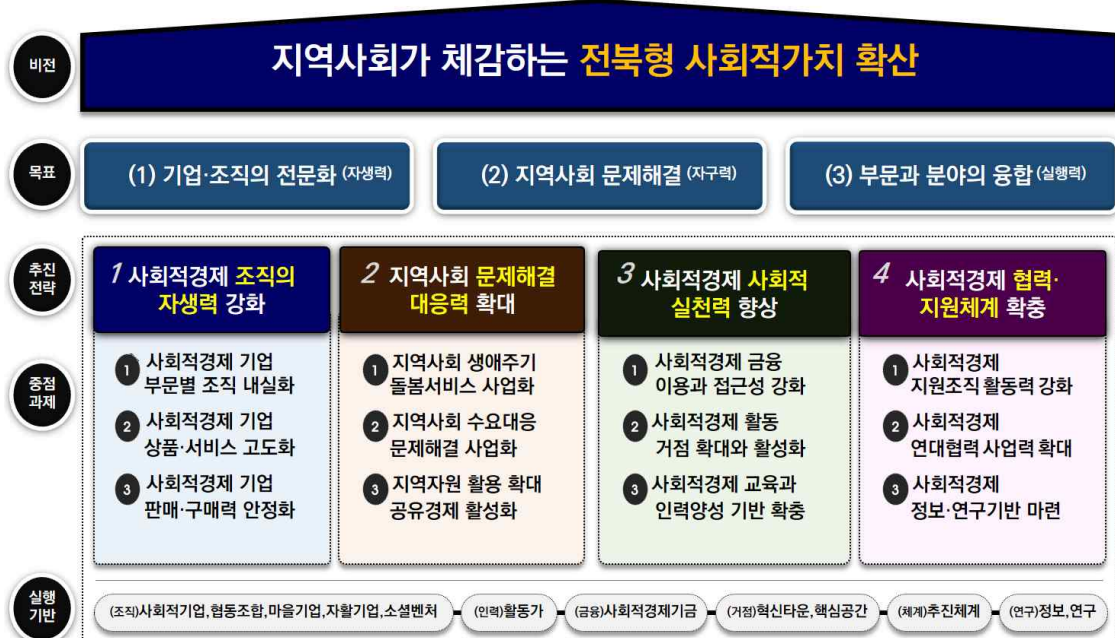 비전
지역사회가 체감하는 전북형 사회적가치 확산
목표
(1) 기업·조직의 전문화 (자생력)
(2) 지역사회 문제해결 (자구력)
(3) 부문과 분야의 융합 (실행력)
추진
전략
1 사회적경제 조직의
자생력 강화
2 지역사회 문제해결
대응력 확대
3 사회적경제 사회적
실천력 향상
4 사회적경제 협력·
지원체계 확충
중점
과제
1 사회적경제 기업
부문별 조직 내실화
2 사회적경제 기업
상품·서비스 고도화
3 사회적경제 기업
판매·구매력 안정화
1 지역사회 생애주기
돌봄서비스 사업화
2 지역사회 수요대응
문제해결 사업화
3 지역자원 활용 확대
공유경제 활성화
1 사회적경제 금융
이용과 접근성 강화
2 사회적경제 활동
거점 확대와 활성화
3 사회적경제 교육과
인력양성 기반 확충
1 사회적경제
지원조직 활동력 강화
2 사회적경제
연대협력 사업력 확대
3 사회적경제
정보·연구기반 마련
실행
기반
(조직)사회적기업,협동조합,마을기업,자활기업,소셜벤처
(인력)활동가
(금융)사회적경제기금
(거점)혁신타운,핵심공간
(체계)추진체계
(연구)정보,연구